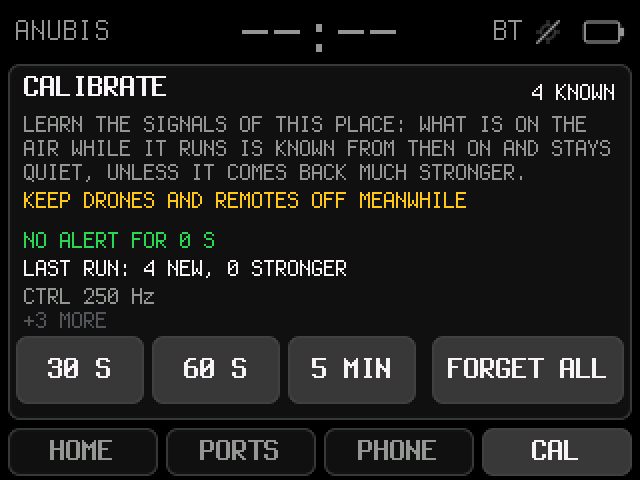 ANUBIS
--:--
BT
CALIBRATE
4 KNOWN
LEARN THE SIGNALS OF THIS PLACE: WHAT IS ON THE
AIR WHILE IT RUNS IS KNOWN FROM THEN ON AND STAYS
QUIET, UNLESS IT COMES BACK MUCH STRONGER.
KEEP DRONES AND REMOTES OFF MEANWHILE
NO ALERT FOR 0 S
LAST RUN: 4 NEW, 0 STRONGER
CTRL 250 Hz
+3 MORE
30 S
60 S
5 MIN
FORGET ALL
HOME
PORTS
PHONE
CAL